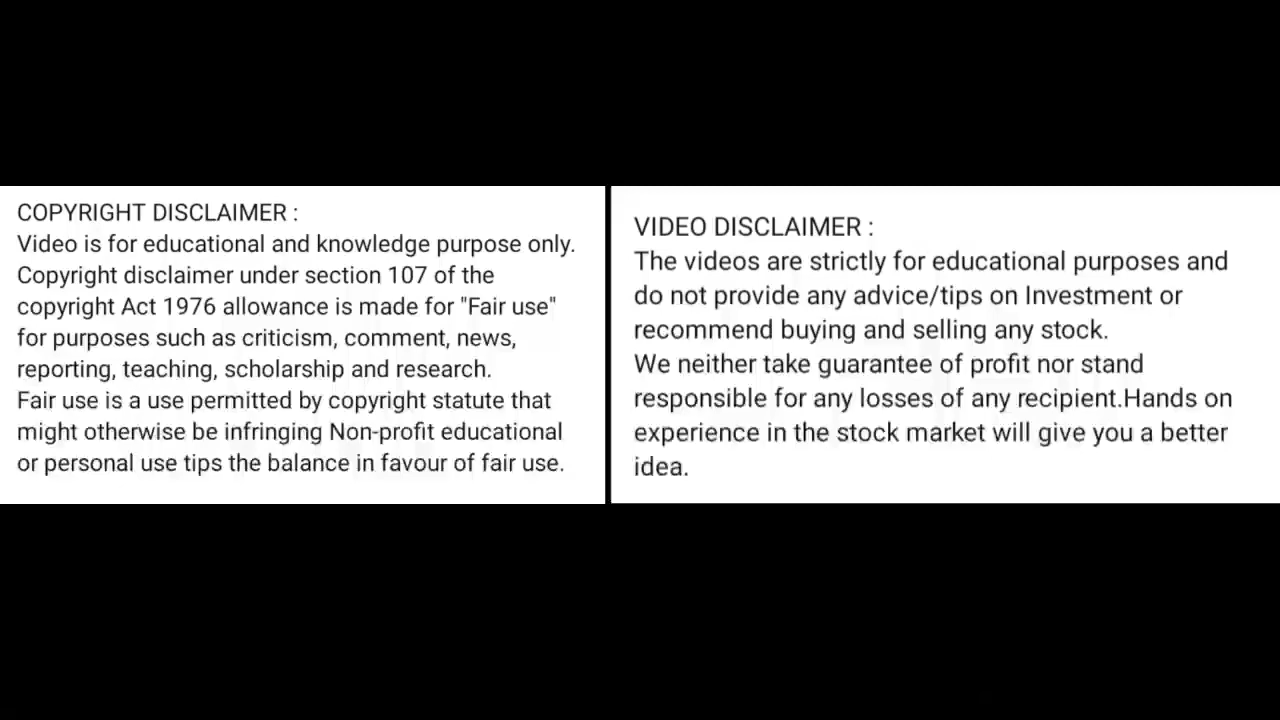 COPYRIGHT DISCLAIMER :
Video is for educational and knowledge purpose only.
Copyright disclaimer under section 107 of the
copyright Act 1976 allowance is made for "Fair use"
for purposes such as criticism, comment, news,
reporting, teaching, scholarship and research.
Fair use is a use permitted by copyright statute that
might otherwise be infringing Non-profit educational
or personal use tips the balance in favour of fair use.
VIDEO DISCLAIMER :
The videos are strictly for educational purposes and
do not provide any advice/tips on Investment or
recommend buying and selling any stock.
We neither take guarantee of profit nor stand
responsible for any losses of any recipient.Hands on
experience in the stock market will give you a better
idea.